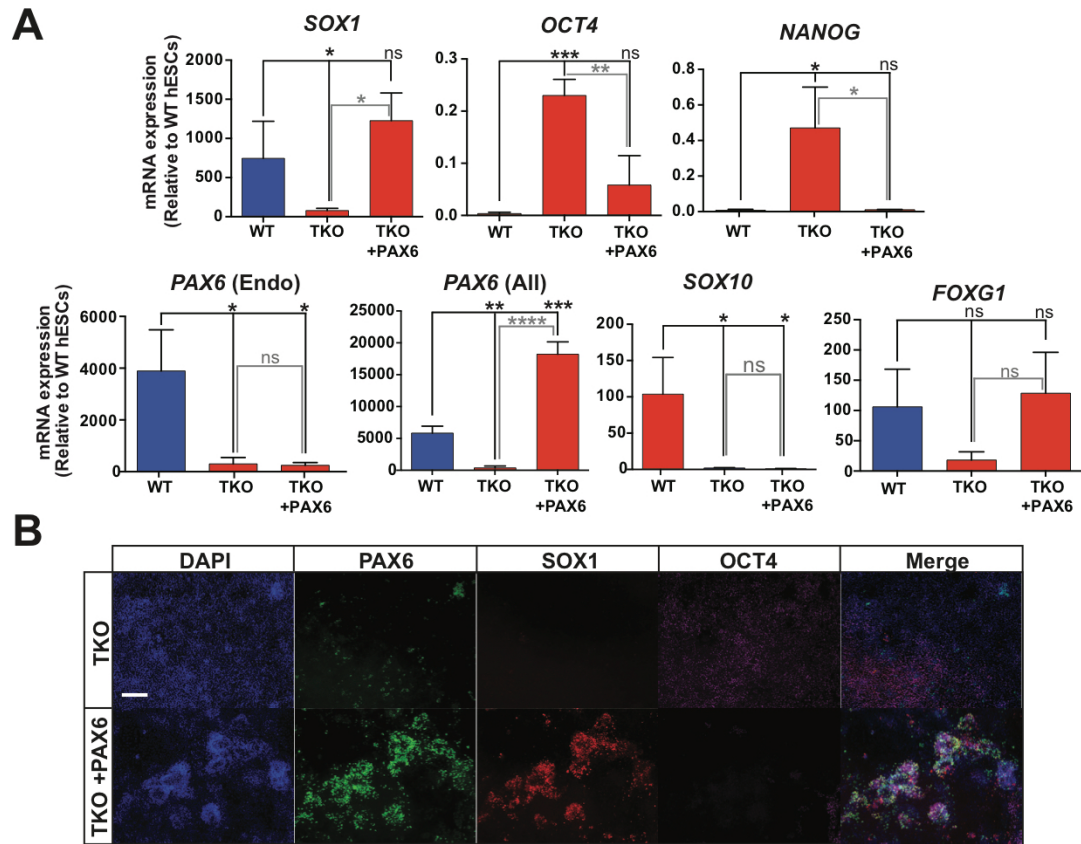 A
SOX1
OCT4
NANOG
mRNA expression
(Relative to WT hESCs)
2000
1500
1000
500
0
*
ns
*
WT
TKO
TKO
+PAX6
0.3
0.2
0.1
0.0
***
ns
**
WT
TKO
TKO
+PAX6
0.8
0.6
0.4
0.2
0.0
*
ns
*
WT
TKO
TKO
+PAX6
PAX6 (Endo)
PAX6 (All)
SOX10
FOXG1
mRNA expression
(Relative to WT hESCs)
6000
4000
2000
0
*
*
ns
WT
TKO
TKO
+PAX6
25000
20000
15000
10000
5000
0
**
***
****
WT
TKO
TKO
+PAX6
200
150
100
50
0
*
*
ns
WT
TKO
TKO
+PAX6
200
150
100
50
0
ns
ns
ns
WT
TKO
TKO
+PAX6
B
DAPI
PAX6
SOX1
OCT4
Merge
TKO
TKO +PAX6